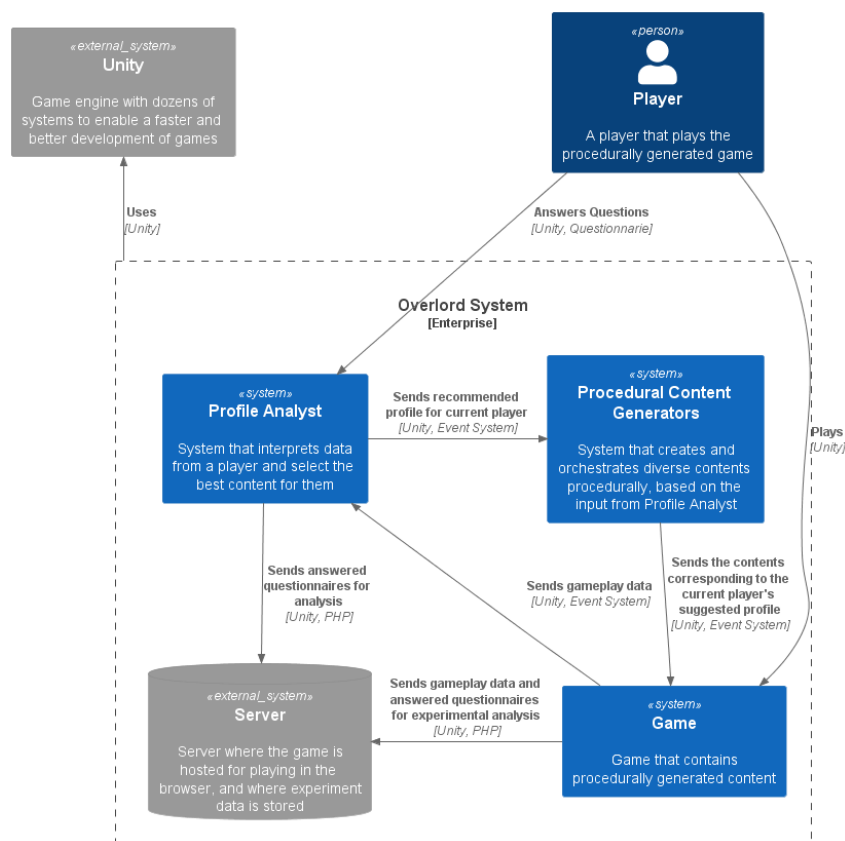 «external_system»
Unity
Game engine with dozens of
systems to enable a faster and
better development of games
«person»
Player
A player that plays the
procedurally generated game
Uses
[Unity]
Answers Questions
[Unity, Questionnarie]
Overlord System
[Enterprise]
«system»
Profile Analyst
System that interprets data
from a player and select the
best content for them
Sends recommended
profile for current player
[Unity, Event System]
«system»
Procedural Content
Generators
System that creates and
orchestrates diverse contents
procedurally, based on the
input from Profile Analyst
Plays
[Unity]
Sends answered
questionnaires for
analysis
[Unity, PHP]
Sends gameplay data
[Unity, Event System]
Sends the contents
corresponding to the
current player's
suggested profile
[Unity, Event System]
«external_system»
Server
Server where the game is
hosted for playing in the
browser, and where experiment
data is stored
Sends gameplay data and
answered questionnaires
for experimental analysis
[Unity, PHP]
«system»
Game
Game that contains
procedurally generated content